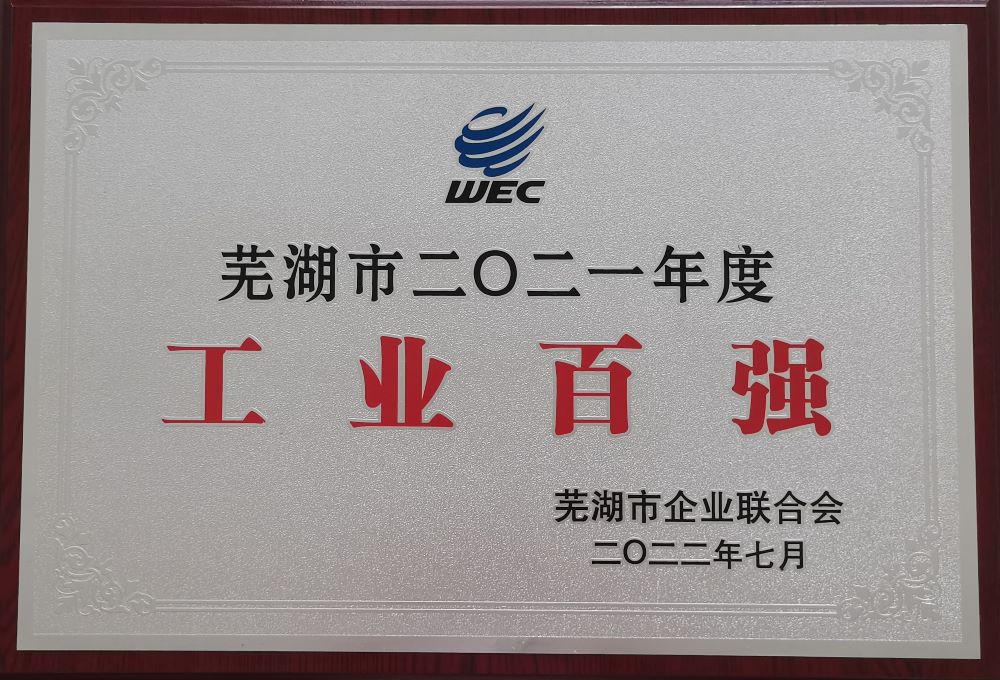 WEC
芜湖市二〇二一年度
工业百强
芜湖市企业联合会
二〇二二年七月